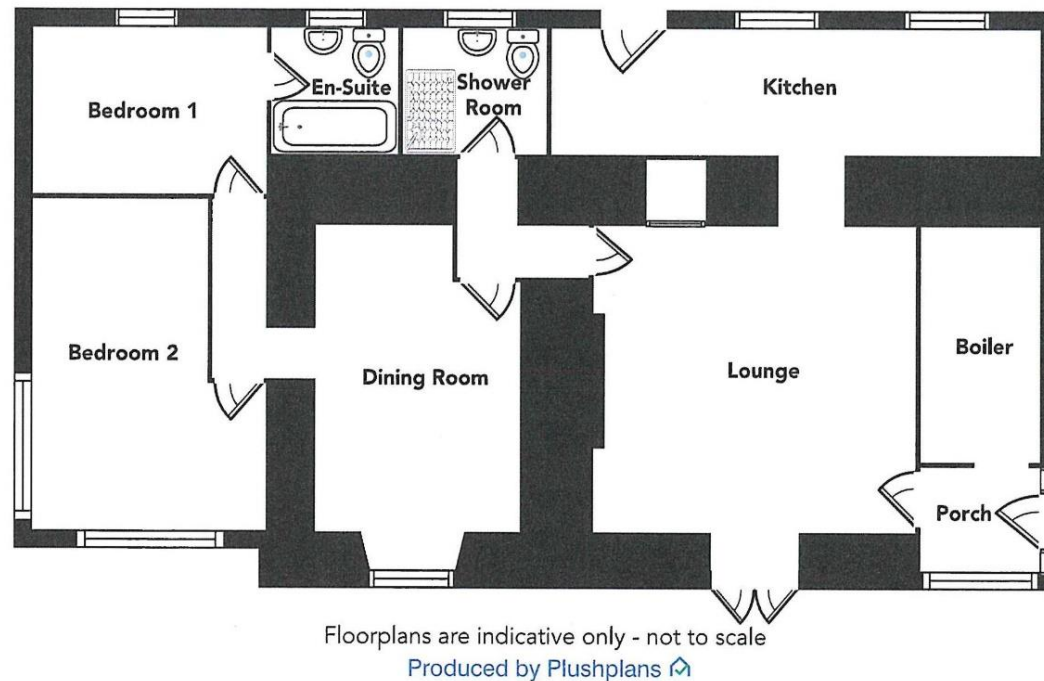 Bedroom 1
En-Suite
Shower
Room
Kitchen
Bedroom 2
Dining Room
Lounge
Boiler
Porch
Floorplans are indicative only - not to scale
Produced by Plushplans